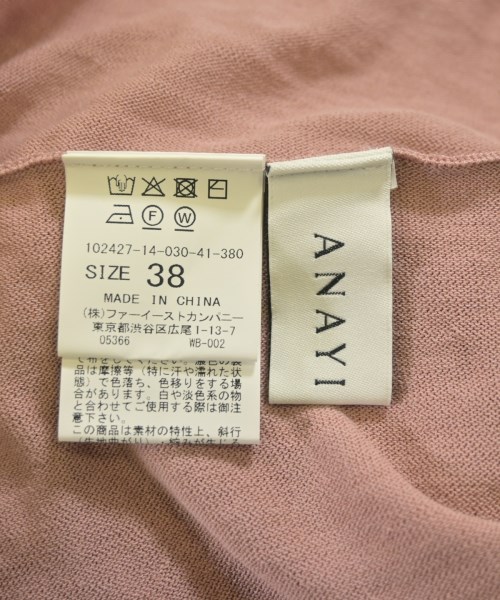 F W
102427-14-030-41-380
SIZE 38
MADE IN CHINA
(株)ファーイーストカンパニー
東京都渋谷区広尾1-13-7
05366 WB-002
品は摩擦等（特に汗や濡れた状
態）で色落ち、色移りをする場
合があります。白や淡色系の物
と合わせてご使用する際は御注
意下さい。
この商品は素材の特性上、斜行
ANAYI